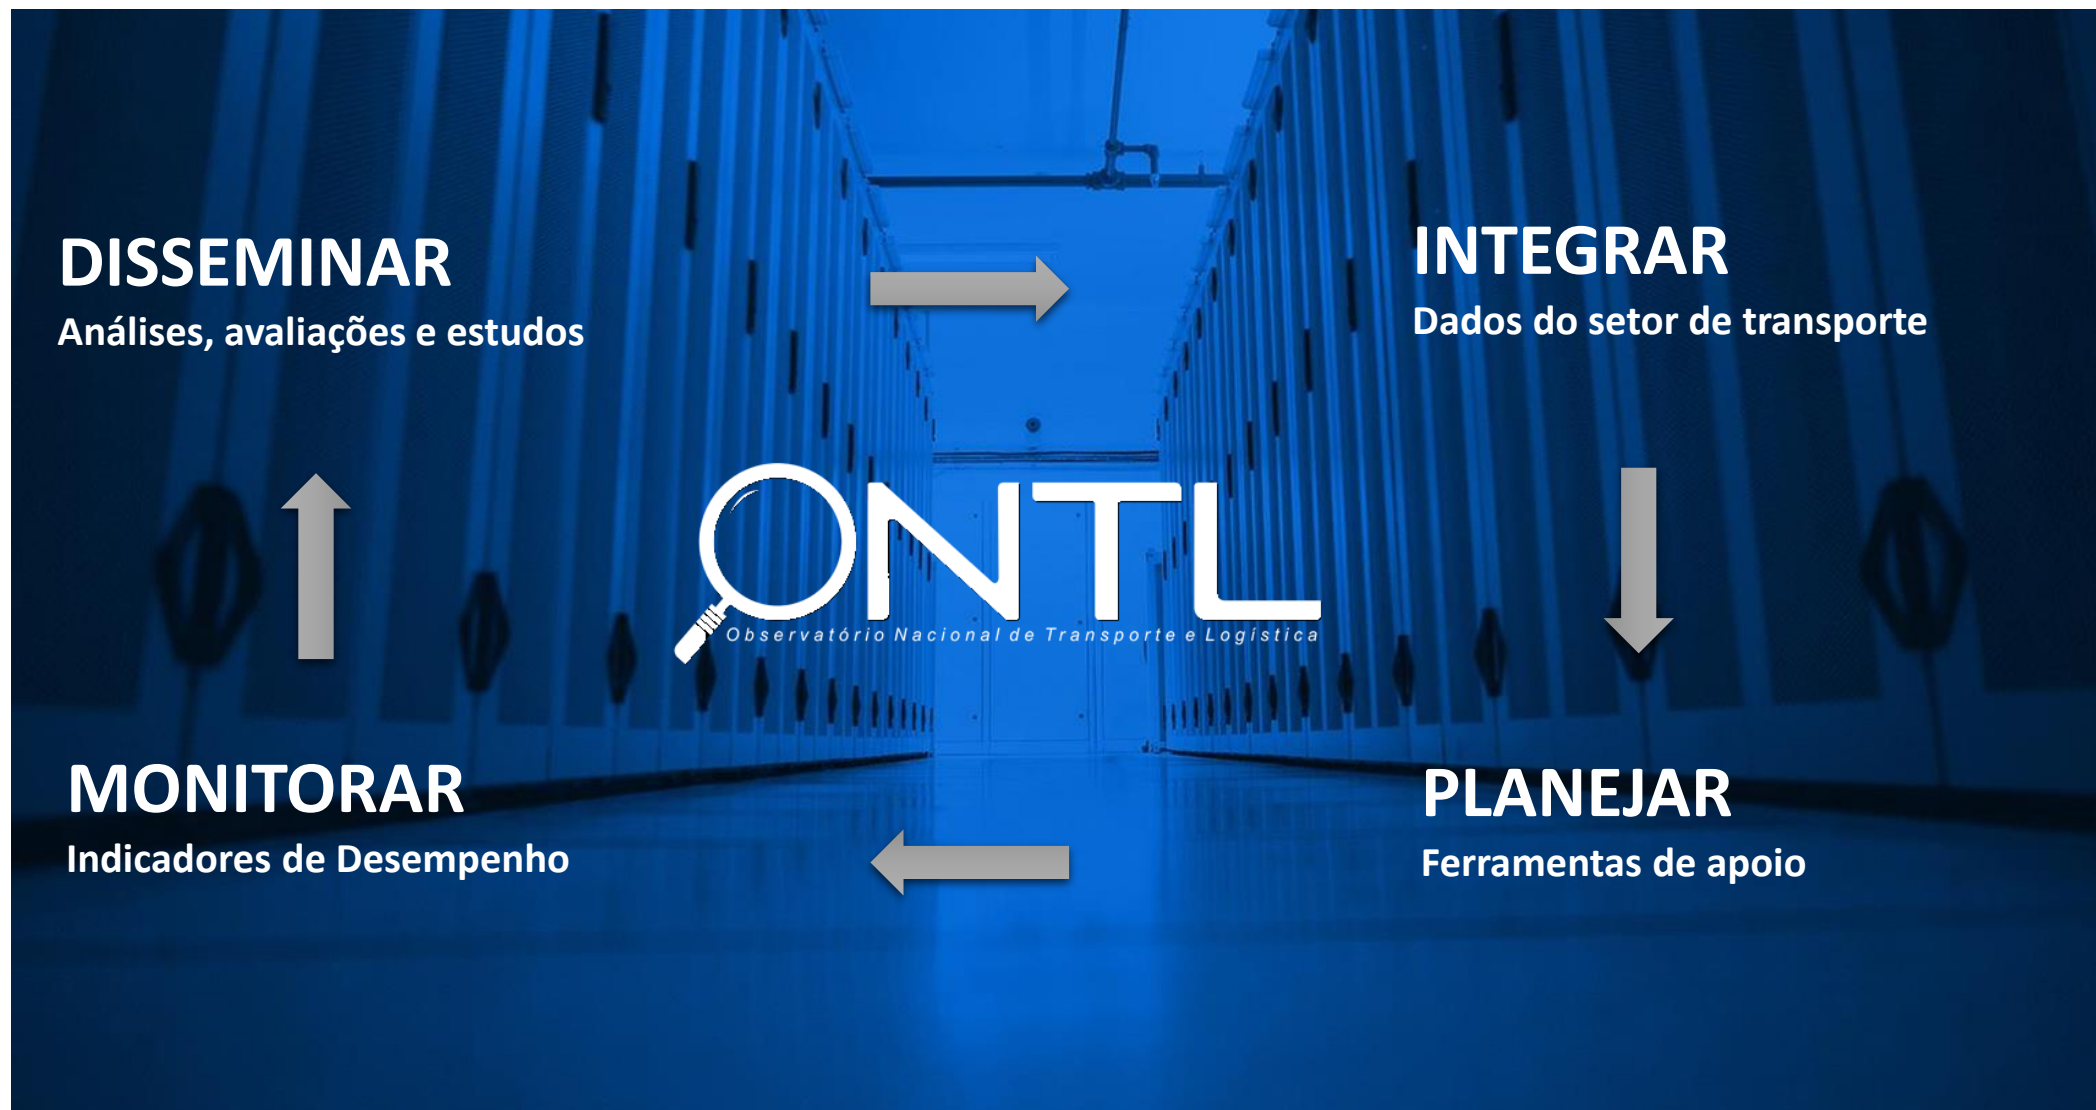 DISSEMINAR
Análises, avaliações e estudos
INTEGRAR
Dados do setor de transporte
ONTL
Observatório Nacional de Transporte e Logística
MONITORAR
Indicadores de Desempenho
PLANEJAR
Ferramentas de apoio